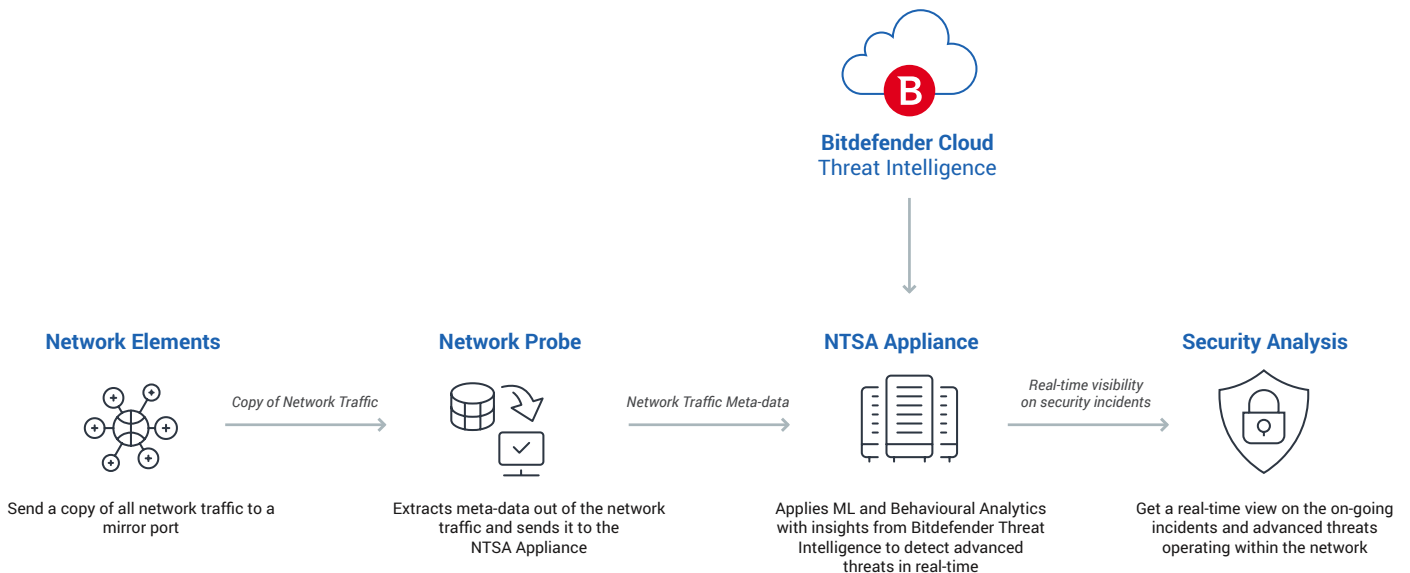 B
Bitdefender Cloud
Threat Intelligence
Network Elements
Network Probe
NTSA Appliance
Security Analysis
Copy of Network Traffic
Network Traffic Meta-data
Real-time visibility
on security incidents
Send a copy of all network traffic to a
mirror port
Extracts meta-data out of the network
traffic and sends it to the
NTSA Appliance
Applies ML and Behavioural Analytics
with insights from Bitdefender Threat
Intelligence to detect advanced
threats in real-time
Get a real-time view on the on-going
incidents and advanced threats
operating within the network